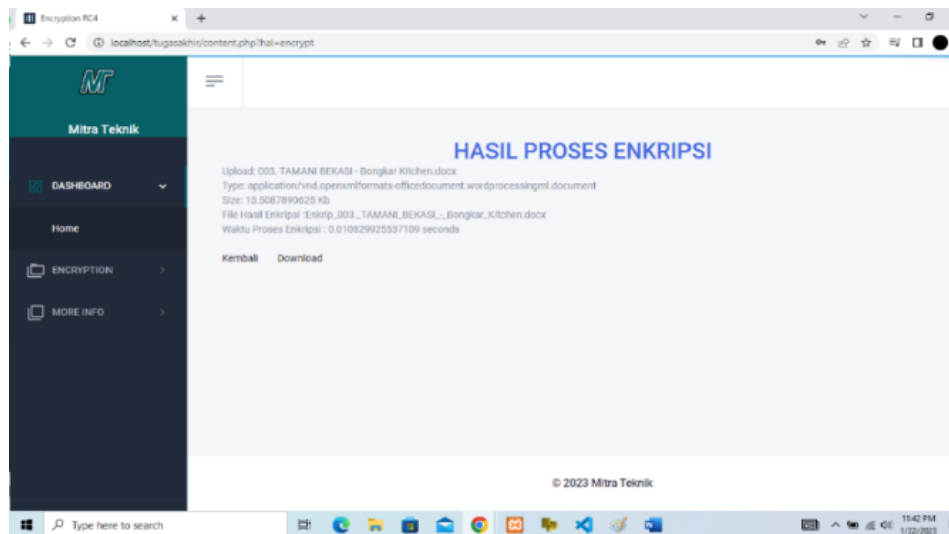 Encryption RC4
localhost/tugasakhir/content.php?hal=encrypt
MT
Mitra Teknik
DASHBOARD
Home
ENCRYPTION
MORE INFO
HASIL PROSES ENKRIPSI
Upload: 003. TAMANI BEKASI - Bongkar Kitchen.docx
Type: application/vnd.openxmlformats-officedocument.wordprocessingml.document
Size: 13.5087890625 Kb
File Hasil Enkripsi :Enkrip_003._TAMANI_BEKASI_-_Bongkar_Kitchen.docx
Waktu Proses Enkripsi : 0.010829925537109 seconds
Kembali Download
© 2023 Mitra Teknik
Type here to search
11:42 PM
1/22/2023